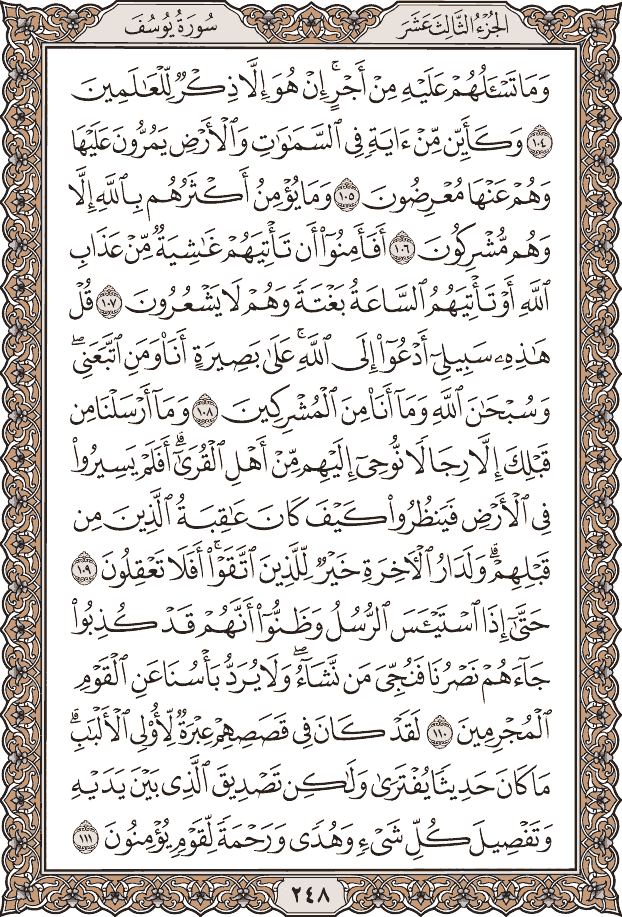 الجزء الثالث عشر
سورة يوسف
وَمَا تَسْـَٔلُهُمْ عَلَيْهِ مِنْ أَجْرٍ ۚ إِنْ هُوَ إِلَّا ذِكْرٌ لِّلْعَٰلَمِينَ
١٠٤ وَكَأَيِّن مِّنْ ءَايَةٍ فِى ٱلسَّمَٰوَٰتِ وَٱلْأَرْضِ يَمُرُّونَ عَلَيْهَا
وَهُمْ عَنْهَا مُعْرِضُونَ ١٠٥ وَمَا يُؤْمِنُ أَكْثَرُهُم بِٱللَّهِ إِلَّا
وَهُم مُّشْرِكُونَ ١٠٦ أَفَأَمِنُوٓا۟ أَن تَأْتِيَهُمْ غَٰشِيَةٌ مِّنْ عَذَابِ
ٱللَّهِ أَوْ تَأْتِيَهُمُ ٱلسَّاعَةُ بَغْتَةً وَهُمْ لَا يَشْعُرُونَ ١٠٧ قُلْ
هَٰذِهِۦ سَبِيلِىٓ أَدْعُوٓا۟ إِلَى ٱللَّهِ ۚ عَلَىٰ بَصِيرَةٍ أَنَا۠ وَمَنِ ٱتَّبَعَنِى ۖ
وَسُبْحَٰنَ ٱللَّهِ وَمَآ أَنَا۠ مِنَ ٱلْمُشْرِكِينَ ١٠٨ وَمَآ أَرْسَلْنَا مِن
قَبْلِكَ إِلَّا رِجَالًا نُّوحِىٓ إِلَيْهِم مِّنْ أَهْلِ ٱلْقُرَىٰٓ ۗ أَفَلَمْ يَسِيرُوا۟
فِى ٱلْأَرْضِ فَيَنظُرُوا۟ كَيْفَ كَانَ عَٰقِبَةُ ٱلَّذِينَ مِن
قَبْلِهِمْ ۗ وَلَدَارُ ٱلْءَاخِرَةِ خَيْرٌ لِّلَّذِينَ ٱتَّقَوْا۟ ۗ أَفَلَا تَعْقِلُونَ ١٠٩
حَتَّىٰٓ إِذَا ٱسْتَيْـَٔسَ ٱلرُّسُلُ وَظَنُّوٓا۟ أَنَّهُمْ قَدْ كُذِبُوا۟
جَآءَهُمْ نَصْرُنَا فَنُجِّىَ مَن نَّشَآءُ ۖ وَلَا يُرَدُّ بَأْسُنَا عَنِ ٱلْقَوْمِ
ٱلْمُجْرِمِينَ ١١٠ لَقَدْ كَانَ فِى قَصَصِهِمْ عِبْرَةٌ لِّأُو۟لِى ٱلْأَلْبَٰبِ ۗ
مَا كَانَ حَدِيثًا يُفْتَرَىٰ وَلَٰكِن تَصْدِيقَ ٱلَّذِى بَيْنَ يَدَيْهِ
وَتَفْصِيلَ كُلِّ شَىْءٍ وَهُدًى وَرَحْمَةً لِّقَوْمٍ يُؤْمِنُونَ ١١١
٢٤٨